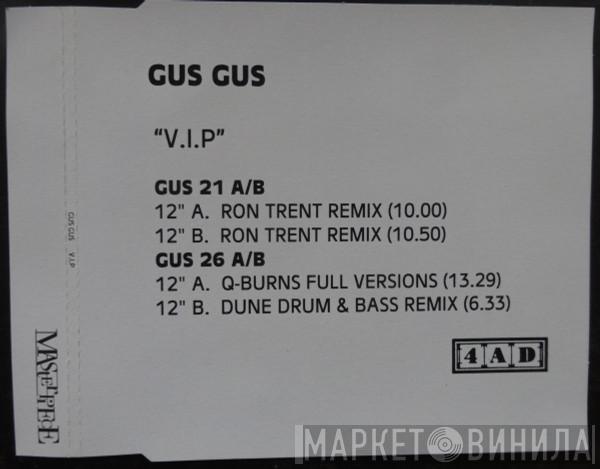 GUS GUS
"V.I.P"
GUS 21 A/B
12" A. RON TRENT REMIX (10.00)
12" B. RON TRENT REMIX (10.50)
GUS 26 A/B
12" A. Q-BURNS FULL VERSIONS (13.29)
12" B. DUNE DRUM & BASS REMIX (6.33)
4AD
GUS GUS V.I.P
MASTERPIECE
МАРКЕТ ВИНИЛА